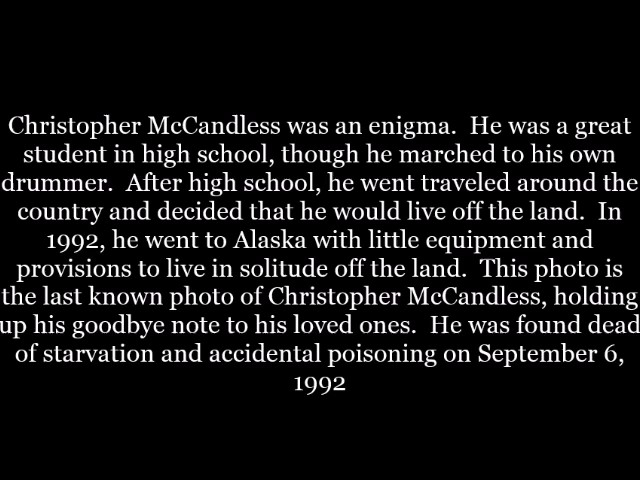 Christopher McCandless was an enigma.  He was a great
student in high school, though he marched to his own
drummer.  After high school, he went traveled around the
country and decided that he would live off the land.  In
1992, he went to Alaska with little equipment and
provisions to live in solitude off the land.  This photo is
the last known photo of Christopher McCandless, holding
up his goodbye note to his loved ones.  He was found dead
of starvation and accidental poisoning on September 6,
1992